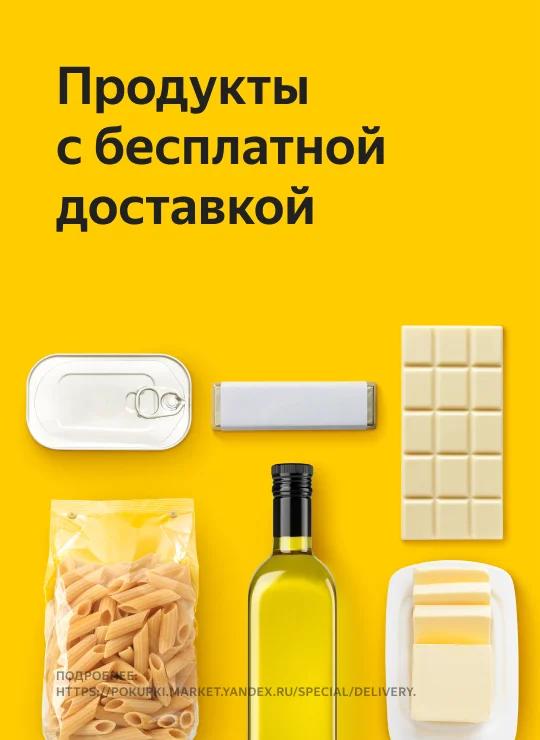 Продукты
с бесплатной
доставкой
ПОДРОБНЕЕ:
HTTPS://POKUPKI.MARKET.YANDEX.RU/SPECIAL/DELIVERY.